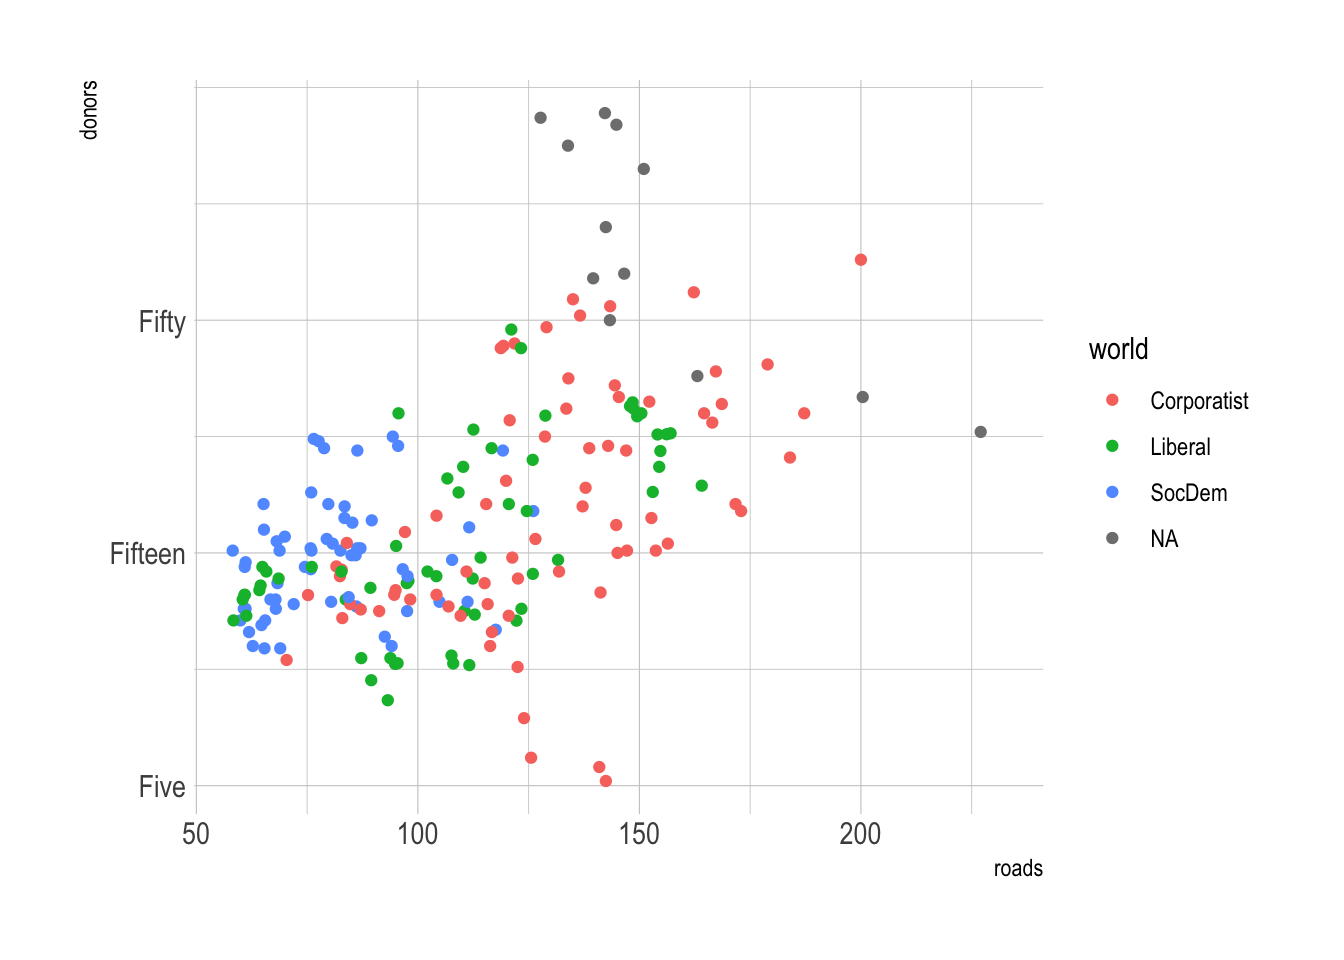 donors
Fifty
Fifteen
Five
50 100 150 200
roads
world
Corporatist
Liberal
SocDem
NA